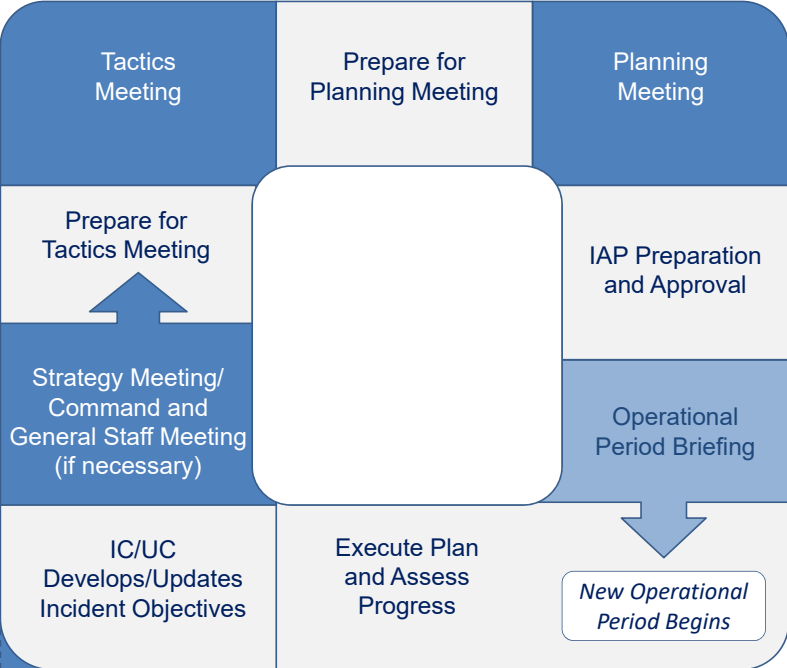 Tactics
Meeting
Prepare for
Planning Meeting
Planning
Meeting
Prepare for
Tactics Meeting
IAP Preparation
and Approval
Strategy Meeting/
Command and
General Staff Meeting
(if necessary)
Operational
Period Briefing
IC/UC
Develops/Updates
Incident Objectives
Execute Plan
and Assess
Progress
New Operational
Period Begins